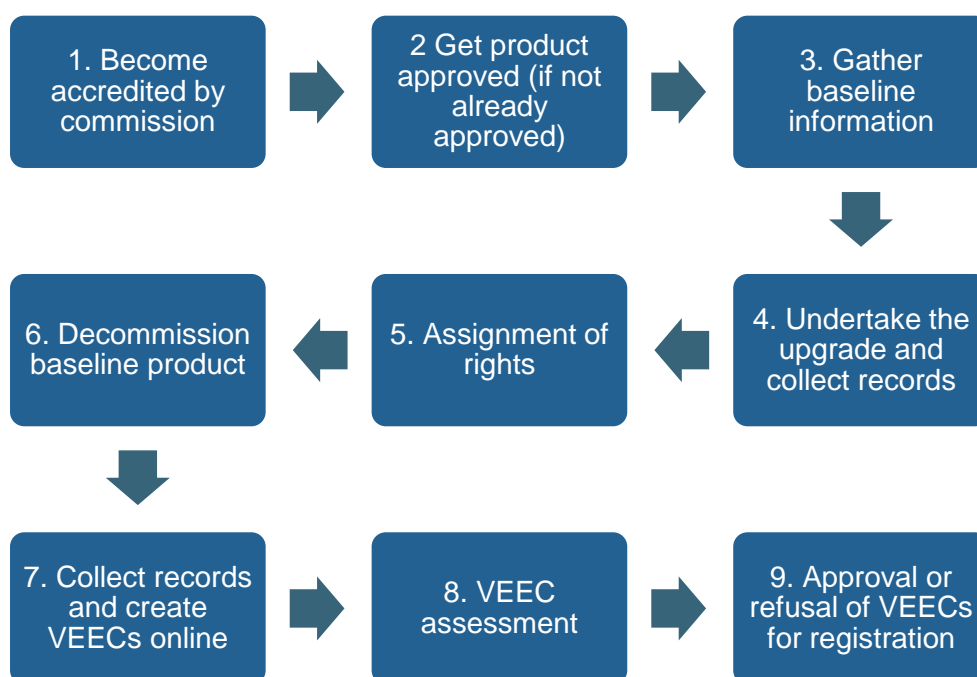 1. Become
accredited by
commission
2 Get product
approved (if not
already
approved)
3. Gather
baseline
information
4. Undertake the
upgrade and
collect records
5. Assignment of
rights
6. Decommission
baseline product
7. Collect records
and create
VEECs online
8. VEEC
assessment
9. Approval or
refusal of VEECs
for registration